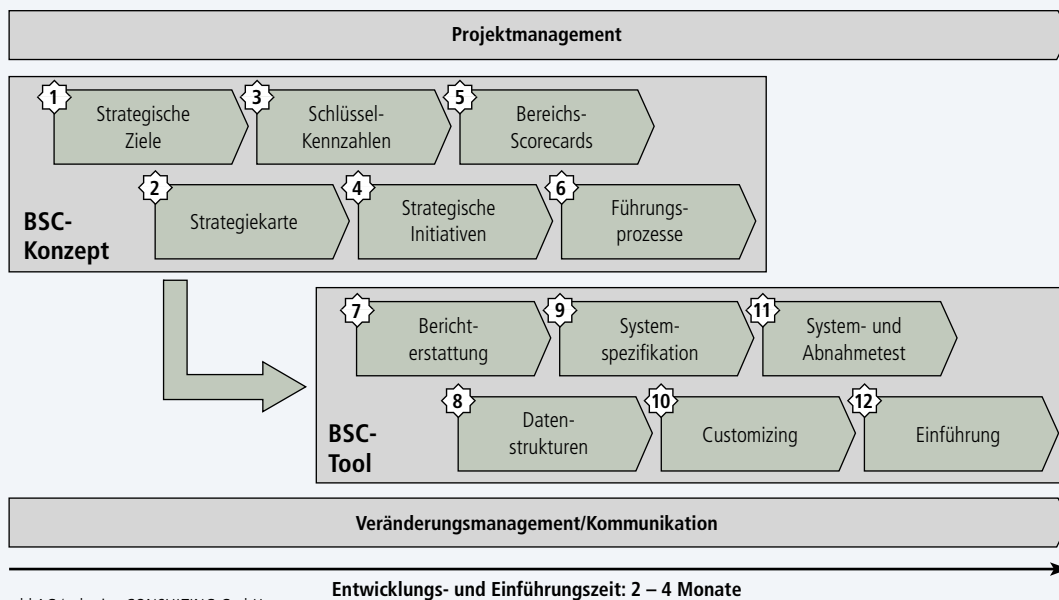 Projektmanagement
1
Strategische
Ziele
3
Schlüssel-
Kennzahlen
5
Bereichs-
Scorecards
2
Strategiekarte
4
Strategische
Initiativen
6
Führungs-
prozesse
BSC-
Konzept
7
Bericht-
erstattung
9
System-
spezifikation
11
System- und
Abnahmetest
8
Daten-
strukturen
10
Customizing
12
Einführung
BSC-
Tool
Veränderungsmanagement/Kommunikation
Entwicklungs- und Einführungszeit: 2 – 4 Monate